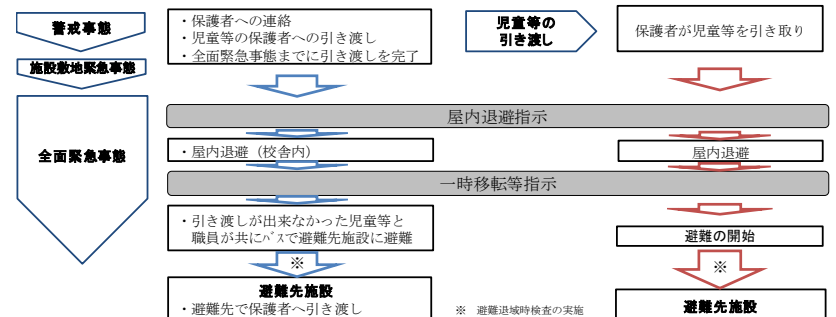 警戒事態
施設敷地緊急事態
全面緊急事態
・保護者への連絡
・児童等の保護者への引き渡し
・全面緊急事態までに引き渡しを完了
児童等の
引き渡し
保護者が児童等を引き取り
屋内退避指示
・屋内退避（校舎内）
屋内退避
一時移転等指示
・引き渡しが出来なかった児童等と
職員が共にバスで避難先施設に避難
避難の開始
※
※
避難先施設
・避難先で保護者へ引き渡し
※ 避難退域時検査の実施
避難先施設